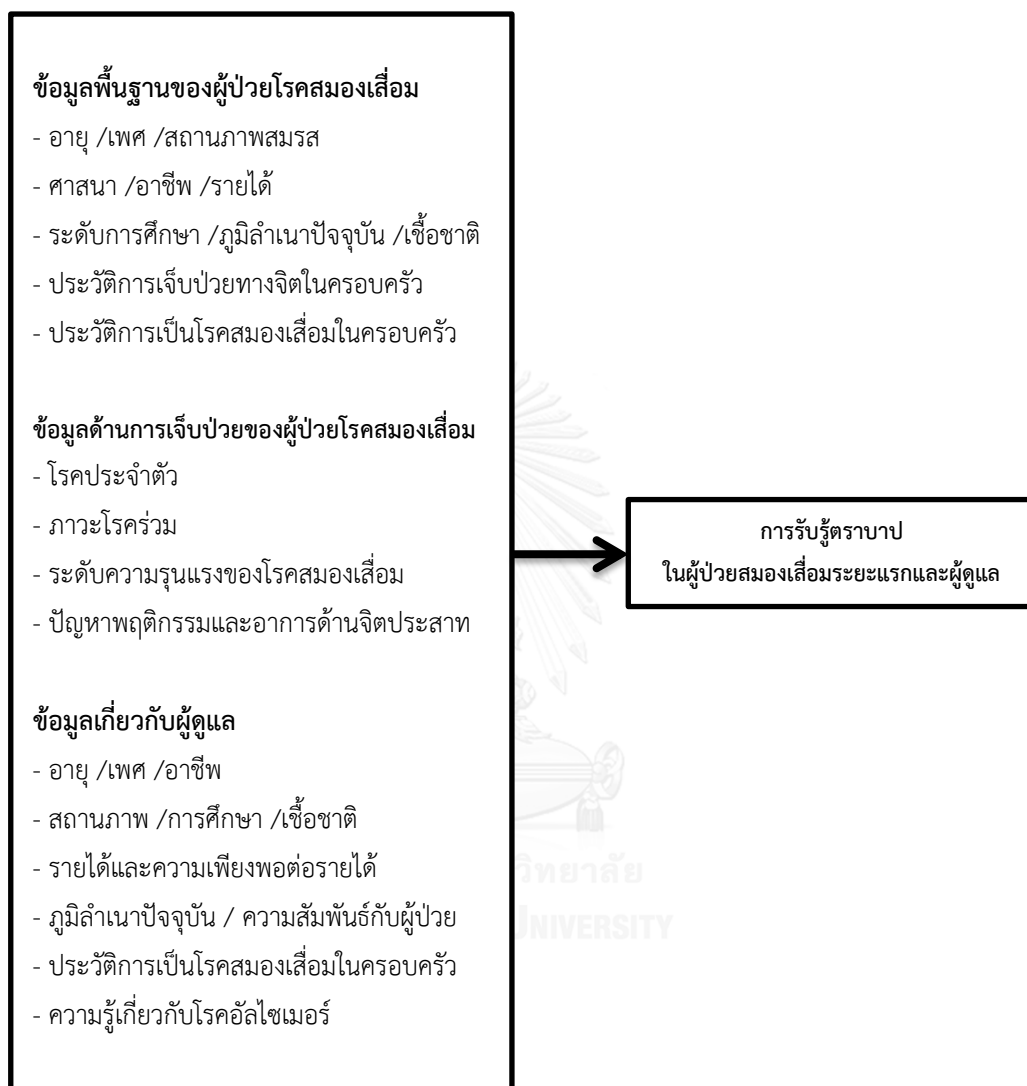 ข้อมูลพื้นฐานของผู้ป่วยโรคสมองเสื่อม
- อายุ /เพศ /สถานภาพสมรส
- ศาสนา /อาชีพ /รายได้
- ระดับการศึกษา /ภูมิลำเนาปัจจุบัน /เชื้อชาติ
- ประวัติการเจ็บป่วยทางจิตในครอบครัว
- ประวัติการเป็นโรคสมองเสื่อมในครอบครัว
ข้อมูลด้านการเจ็บป่วยของผู้ป่วยโรคสมองเสื่อม
- โรคประจำตัว
- ภาวะโรคร่วม
- ระดับความรุนแรงของโรคสมองเสื่อม
- ปัญหาพฤติกรรมและอาการด้านจิตประสาท
ข้อมูลเกี่ยวกับผู้ดูแล
- อายุ /เพศ /อาชีพ
- สถานภาพ /การศึกษา /เชื้อชาติ
- รายได้และความเพียงพอต่อรายได้
- ภูมิลำเนาปัจจุบัน / ความสัมพันธ์กับผู้ป่วย
- ประวัติการเป็นโรคสมองเสื่อมในครอบครัว
- ความรู้เกี่ยวกับโรคอัลไซเมอร์
การรับรู้ตราบาป
ในผู้ป่วยสมองเสื่อมระยะแรกและผู้ดูแล
วิทยาลัย
UNIVERSITY